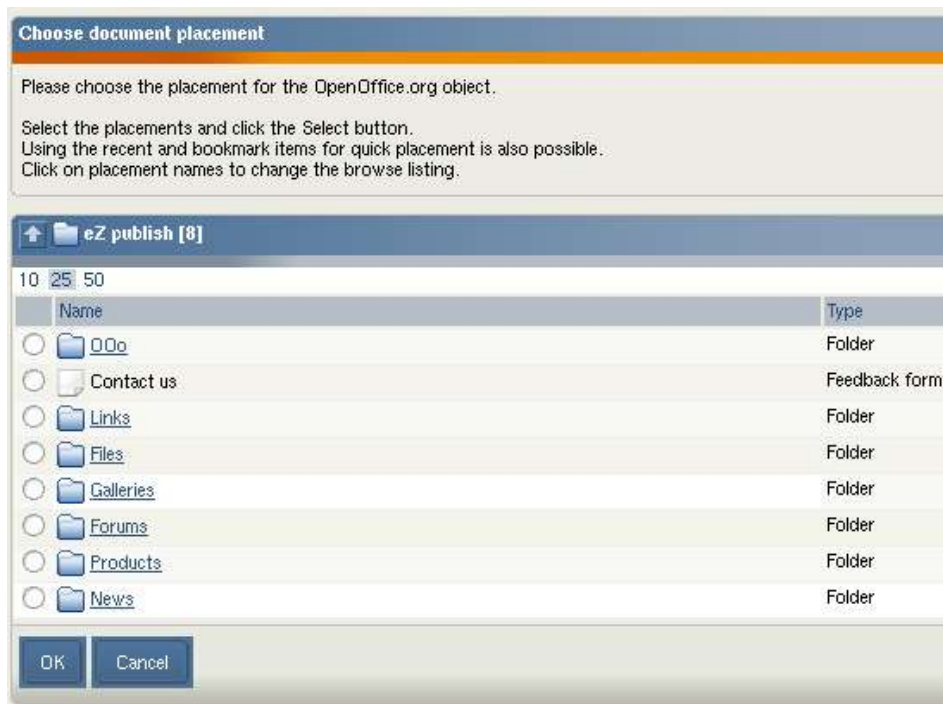 Choose document placement
Please choose the placement for the OpenOffice.org object.
Select the placements and click the Select button.
Using the recent and bookmark items for quick placement is also possible.
Click on placement names to change the browse listing.
eZ publish [8]
10 25 50
Name Type
OOo Folder
Contact us Feedback form
Links Folder
Files Folder
Galleries Folder
Forums Folder
Products Folder
News Folder
OK Cancel